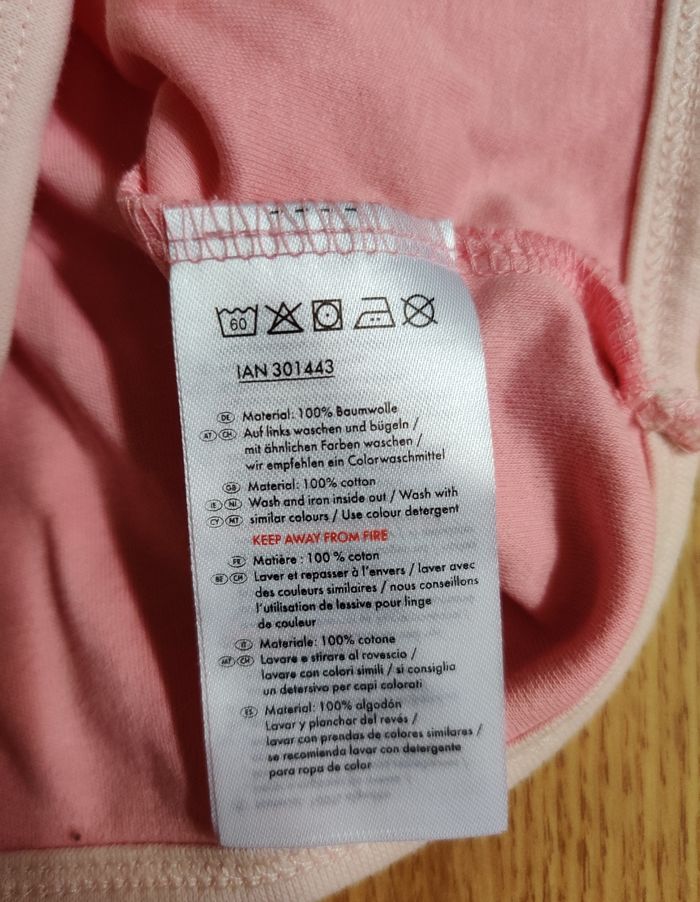 60
IAN 301443
DE Material: 100% Baumwolle
AT CH Auf links waschen und bügeln /
mit ähnlichen Farben waschen /
wir empfehlen ein Colorwaschmittel
GB Material: 100% cotton
IE NI Wash and iron inside out / Wash with
CY MT similar colours / Use colour detergent
KEEP AWAY FROM FIRE
FR Matière : 100 % coton
BE CH Laver et repasser à l'envers / laver avec
des couleurs similaires / nous conseillons
l'utilisation de lessive pour linge
de couleur
IT Materiale: 100% cotone
MT CH Lavare e stirare al rovescio /
lavare con colori simili / si consiglia
un detersivo per capi colorati
ES Material: 100% algodón
Lavar y planchar del revés /
lavar con prendas de colores similares /
se recomienda lavar con detergente
para ropa de color